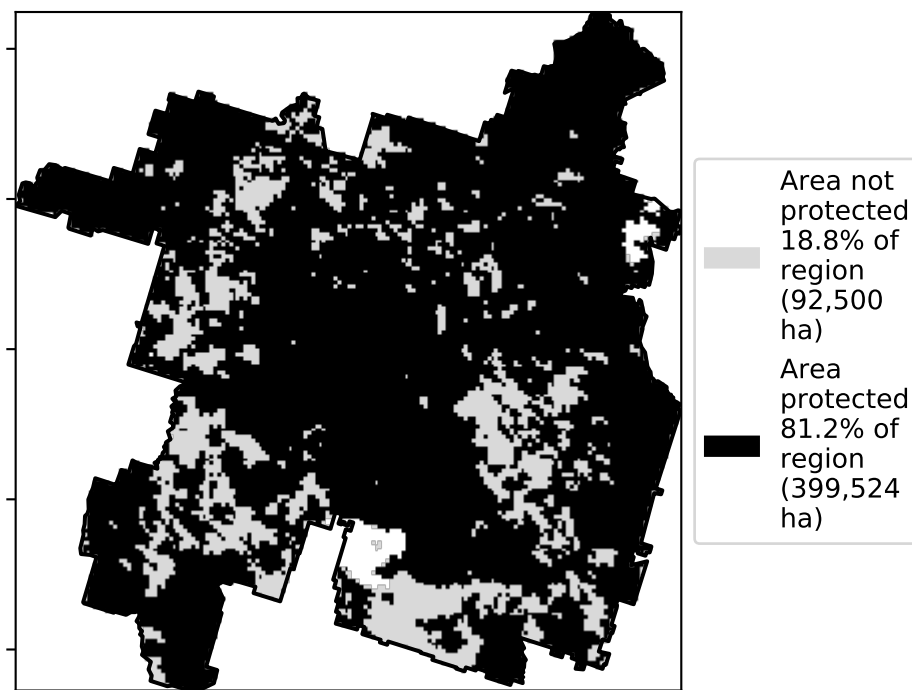 Area not
protected
18.8% of
region
(92,500
ha)
Area
protected
81.2% of
region
(399,524
ha)